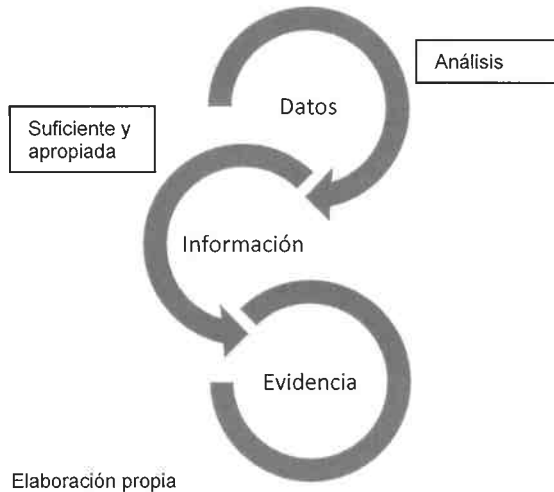 Análisis
Datos
Suficiente y
apropiada
Información
Evidencia
Elaboración propia